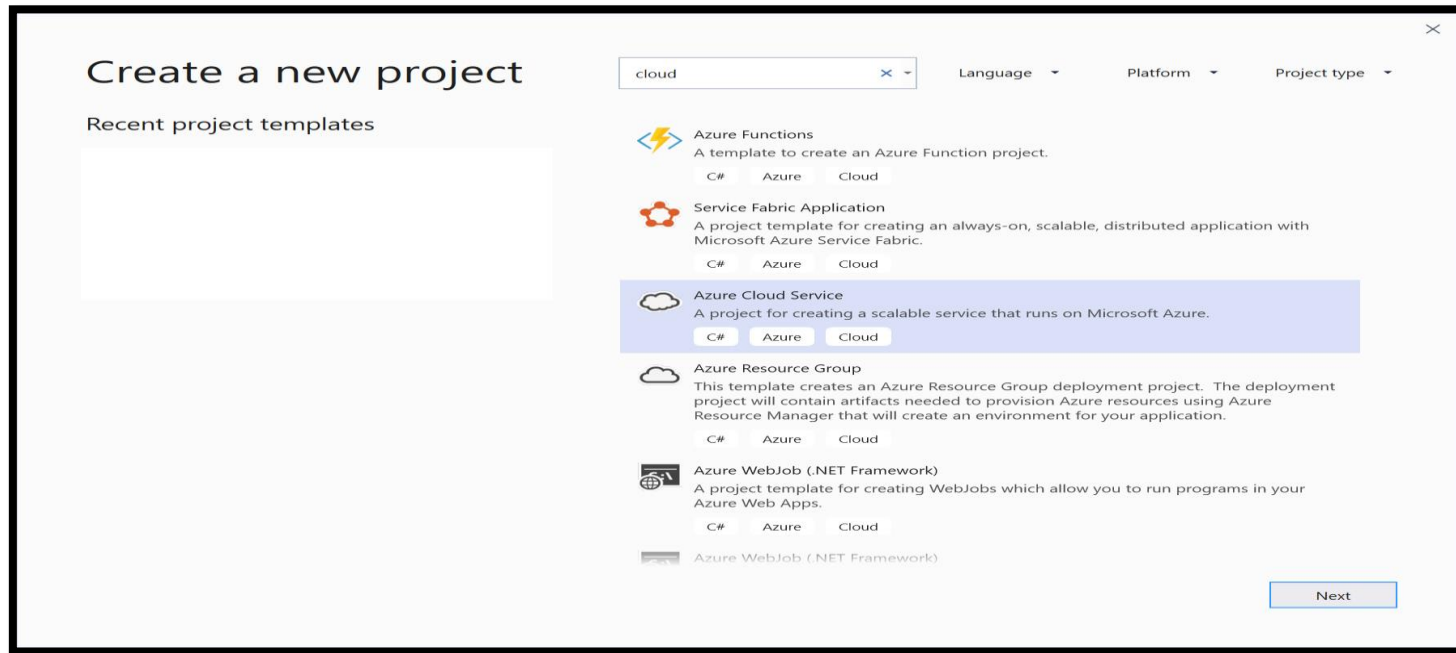 Create a new project
Recent project templates
cloud
Language
Platform
Project type
Azure Functions
A template to create an Azure Function project.
C# Azure Cloud
Service Fabric Application
A project template for creating an always-on, scalable, distributed application with
Microsoft Azure Service Fabric.
C# Azure Cloud
Azure Cloud Service
A project for creating a scalable service that runs on Microsoft Azure.
C# Azure Cloud
Azure Resource Group
This template creates an Azure Resource Group deployment project. The deployment
project will contain artifacts needed to provision Azure resources using Azure
Resource Manager that will create an environment for your application.
C# Azure Cloud
Azure WebJob (.NET Framework)
A project template for creating WebJobs which allow you to run programs in your
Azure Web Apps.
C# Azure Cloud
Azure WebJob (.NET Framework)
Next